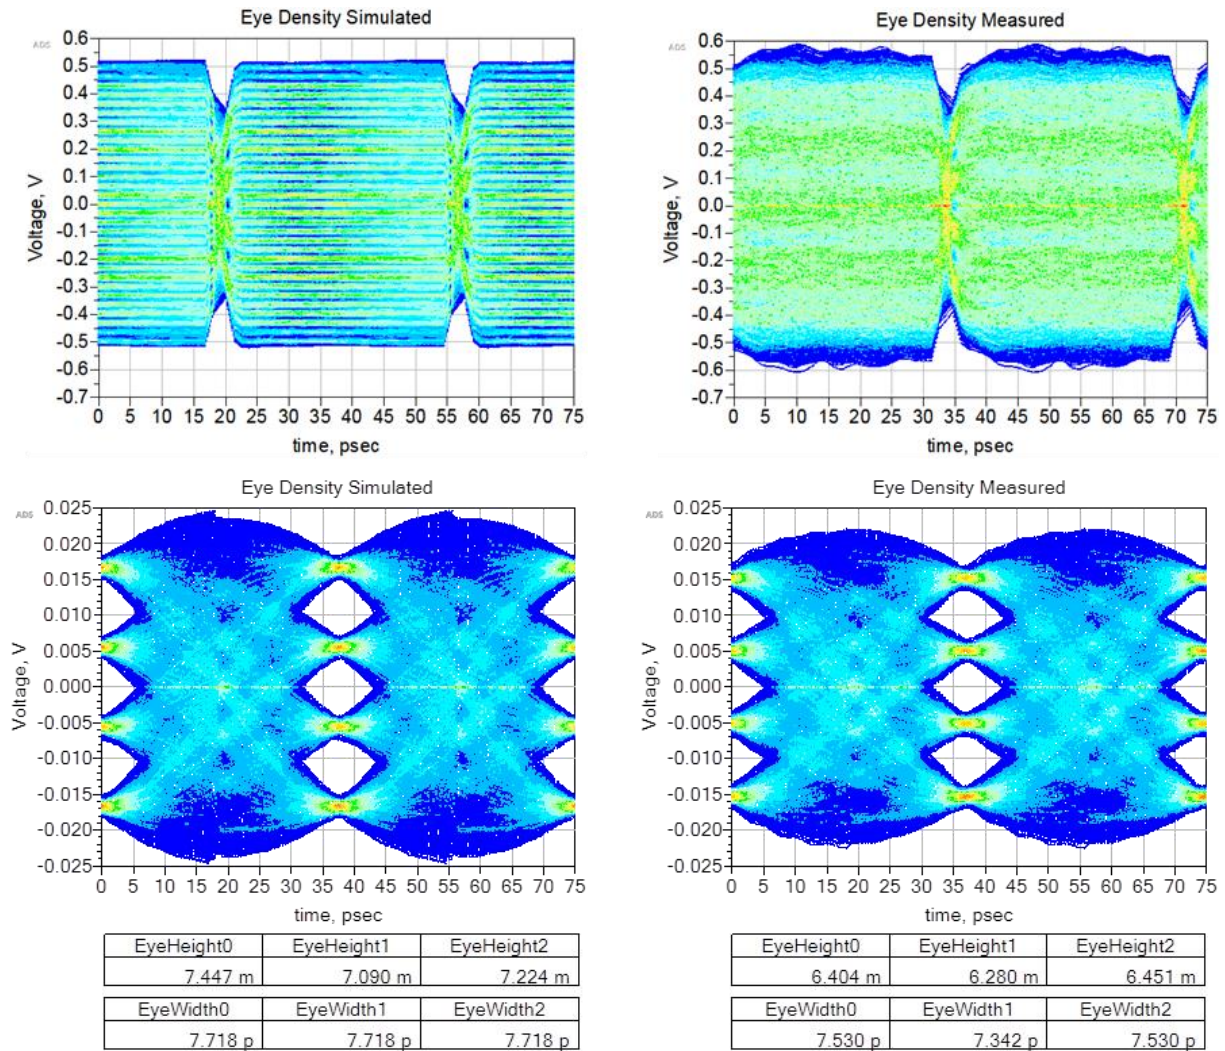 Eye Density Simulated
ADS
0.6
0.5
0.4
0.3
0.2
0.1
0.0
-0.1
-0.2
-0.3
-0.4
-0.5
-0.6
-0.7
Voltage, V
0 5 10 15 20 25 30 35 40 45 50 55 60 65 70 75
time, psec
Eye Density Measured
ADS
0.6
0.5
0.4
0.3
0.2
0.1
0.0
-0.1
-0.2
-0.3
-0.4
-0.5
-0.6
-0.7
Voltage, V
0 5 10 15 20 25 30 35 40 45 50 55 60 65 70 75
time, psec
Eye Density Simulated
ADS
0.025
0.020
0.015
0.010
0.005
0.000
-0.005
-0.010
-0.015
-0.020
-0.025
Voltage, V
0 5 10 15 20 25 30 35 40 45 50 55 60 65 70 75
time, psec
Eye Density Measured
ADS
0.025
0.020
0.015
0.010
0.005
0.000
-0.005
-0.010
-0.015
-0.020
-0.025
Voltage, V
0 5 10 15 20 25 30 35 40 45 50 55 60 65 70 75
time, psec
EyeHeight0 EyeHeight1 EyeHeight2
7.447 m 7.090 m 7.224 m
EyeWidth0 EyeWidth1 EyeWidth2
7.718 p 7.718 p 7.718 p
EyeHeight0 EyeHeight1 EyeHeight2
6.404 m 6.280 m 6.451 m
EyeWidth0 EyeWidth1 EyeWidth2
7.530 p 7.342 p 7.530 p